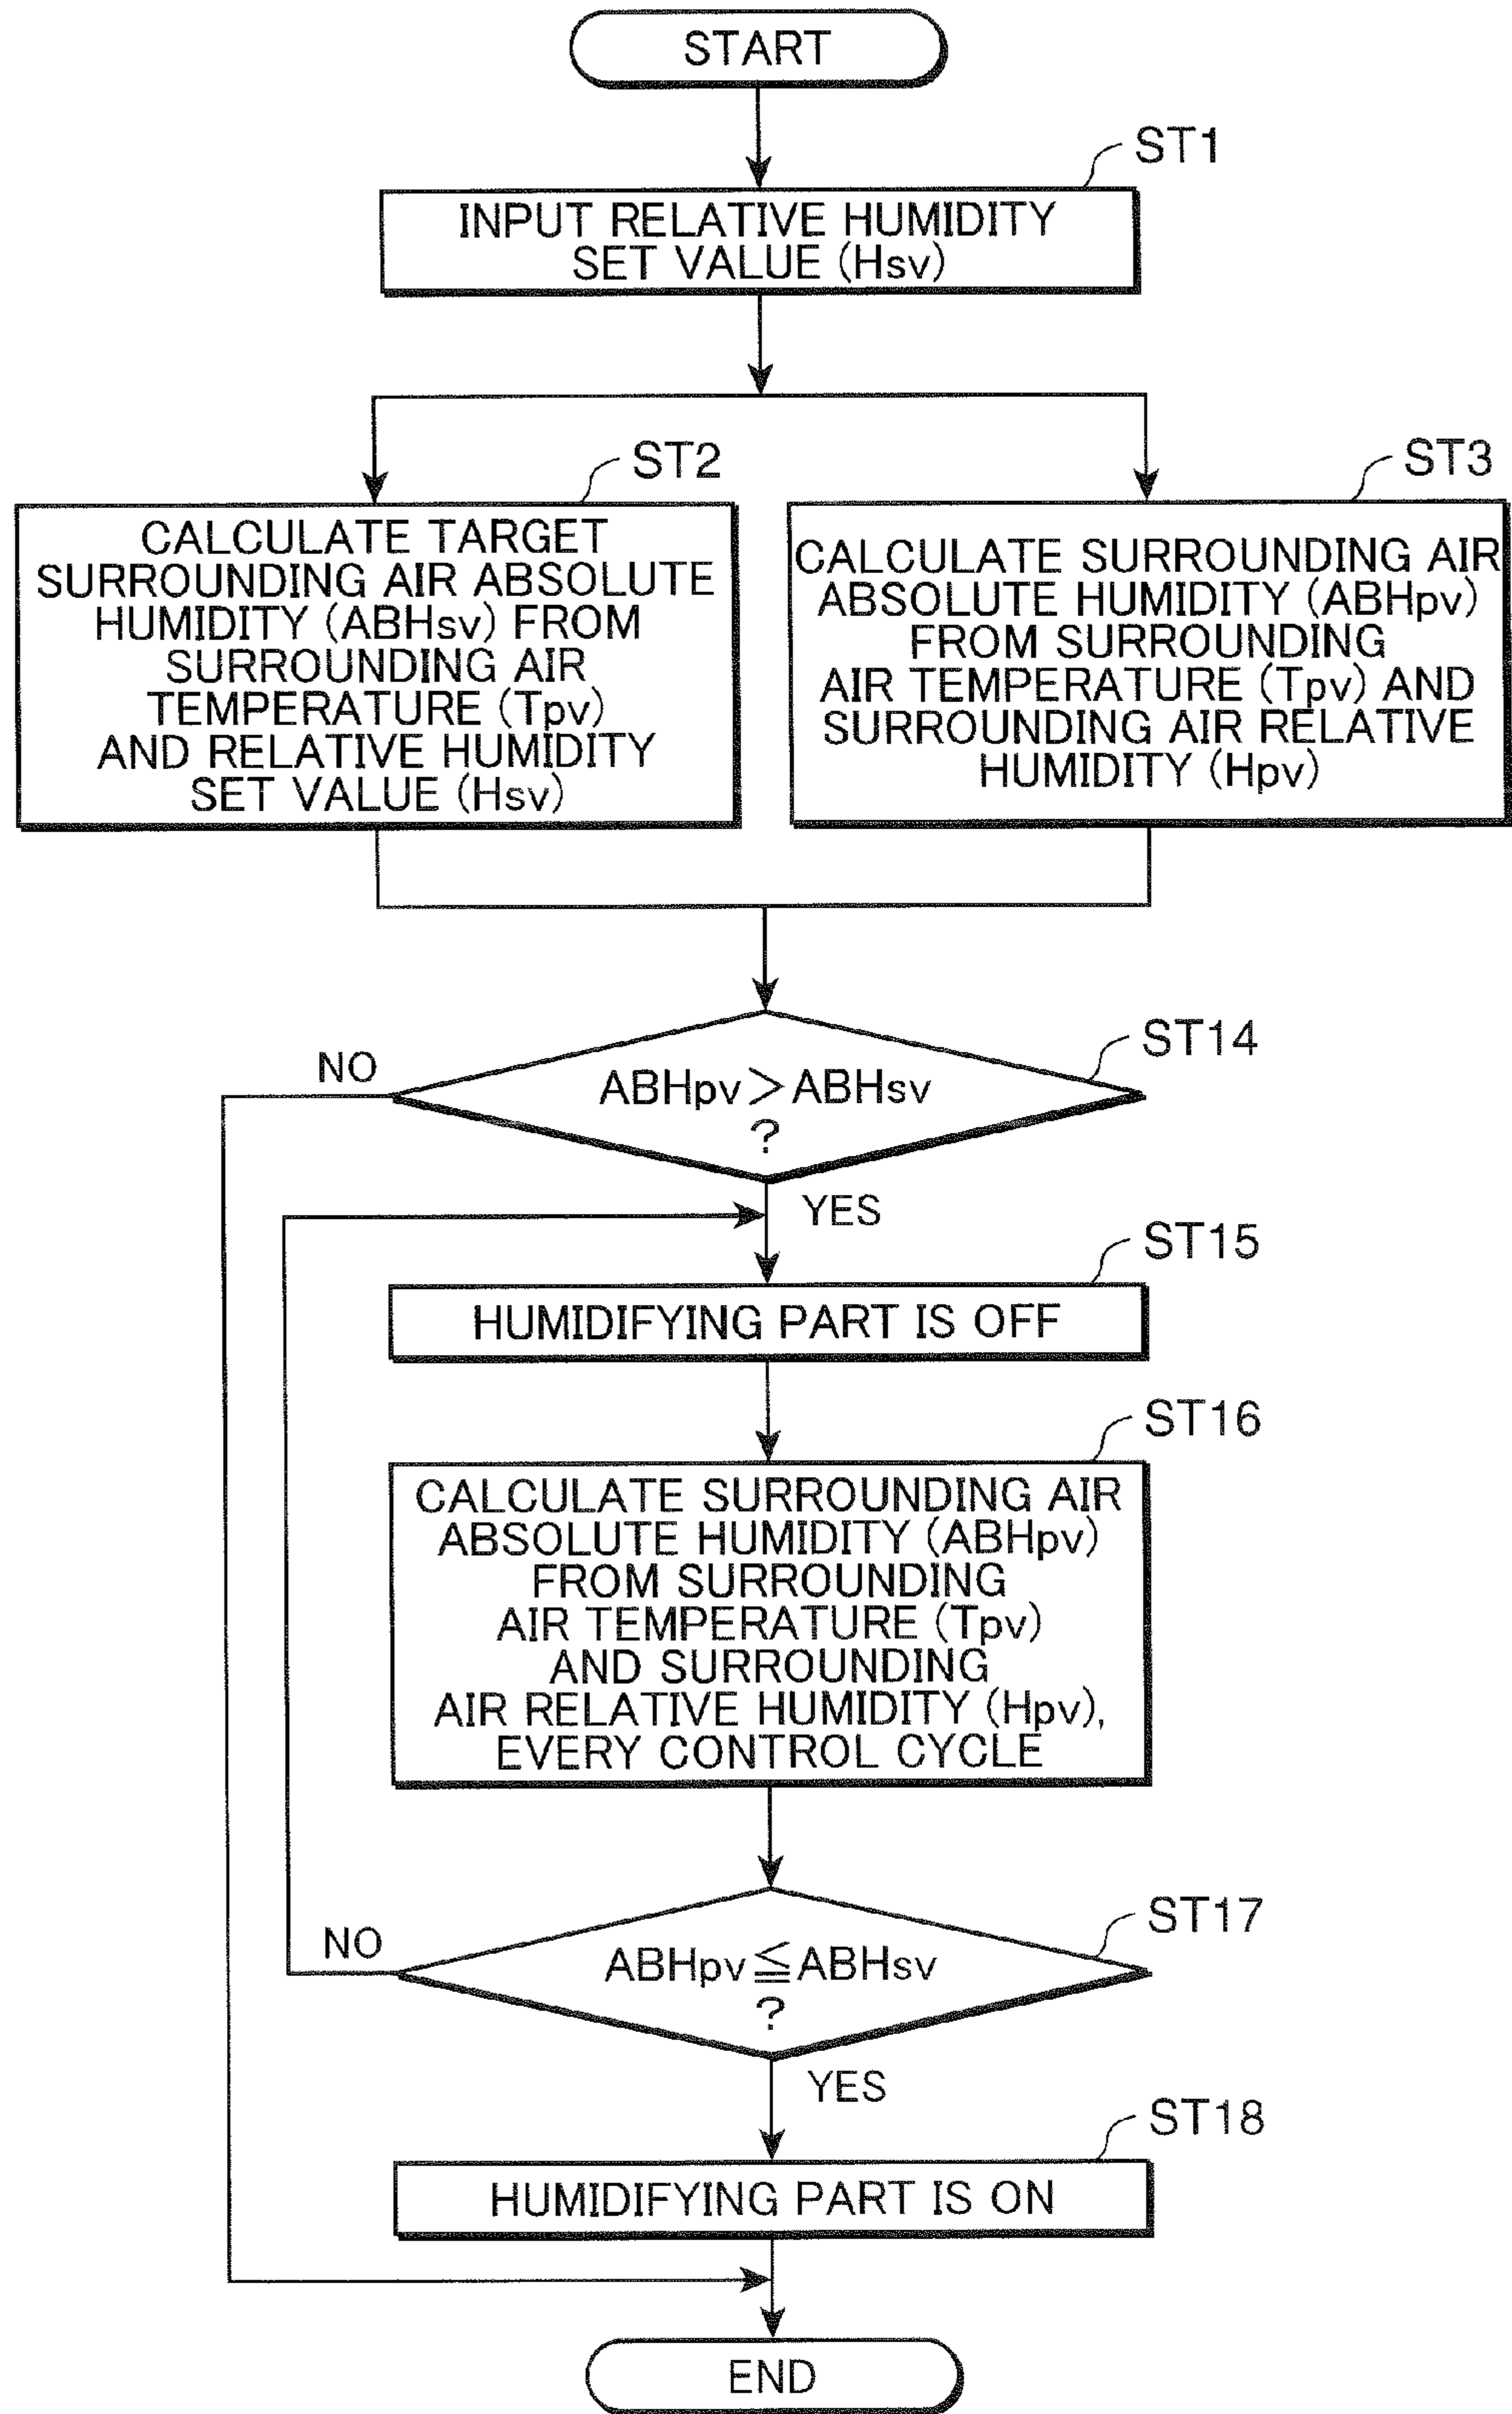 START
ST1
INPUT RELATIVE HUMIDITY
SET VALUE (Hsv)
ST2
CALCULATE TARGET
SURROUNDING AIR ABSOLUTE
HUMIDITY (ABHsv) FROM
SURROUNDING AIR
TEMPERATURE (Tpv)
AND RELATIVE HUMIDITY
SET VALUE (Hsv)
ST3
CALCULATE SURROUNDING AIR
ABSOLUTE HUMIDITY (ABHpv)
FROM SURROUNDING
AIR TEMPERATURE (Tpv) AND
SURROUNDING AIR RELATIVE
HUMIDITY (Hpv)
ST14
NO
ABHpv>ABHsv
?
YES
ST15
HUMIDIFYING PART IS OFF
ST16
CALCULATE SURROUNDING AIR
ABSOLUTE HUMIDITY (ABHpv)
FROM SURROUNDING
AIR TEMPERATURE (Tpv)
AND SURROUNDING
AIR RELATIVE HUMIDITY (Hpv),
EVERY CONTROL CYCLE
ST17
NO
ABHpv≦ABHsv
?
YES
ST18
HUMIDIFYING PART IS ON
END